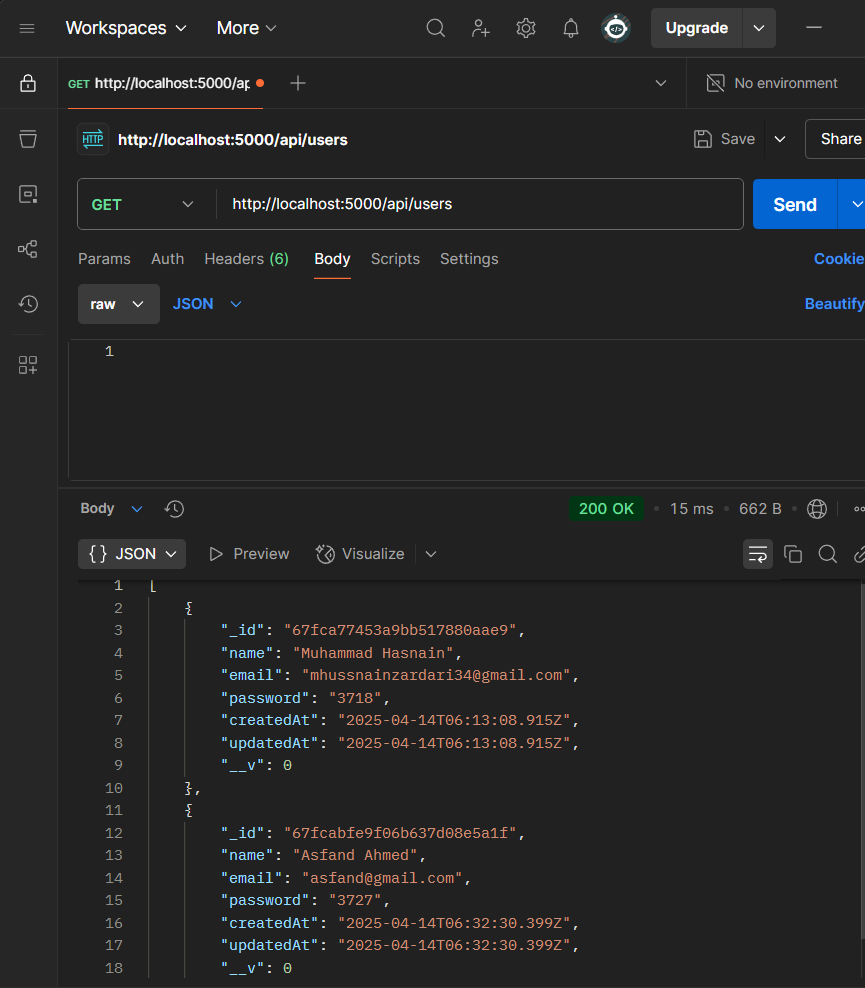 Workspaces More Upgrade
GET http://localhost:5000/ap No environment
HTTP http://localhost:5000/api/users Save Share
GET http://localhost:5000/api/users Send
Params Auth Headers (6) Body Scripts Settings Cookie
raw JSON Beautify
1
Body 200 OK 15 ms 662 B
{} JSON Preview Visualize
1 [
2 {
3 "_id": "67fca77453a9bb517880aae9",
4 "name": "Muhammad Hasnain",
5 "email": "mhussnainzardari34@gmail.com",
6 "password": "3718",
7 "createdAt": "2025-04-14T06:13:08.915Z",
8 "updatedAt": "2025-04-14T06:13:08.915Z",
9 "__v": 0
10 },
11 {
12 "_id": "67fcabfe9f06b637d08e5a1f",
13 "name": "Asfand Ahmed",
14 "email": "asfand@gmail.com",
15 "password": "3727",
16 "createdAt": "2025-04-14T06:32:30.399Z",
17 "updatedAt": "2025-04-14T06:32:30.399Z",
18 "__v": 0